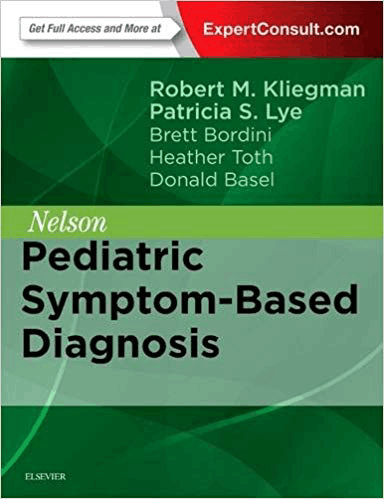 Get Full Access and More at
ExpertConsult.com
Robert M. Kliegman
Patricia S. Lye
Brett Bordini
Heather Toth
Donald Basel
Nelson
Pediatric
Symptom-Based
Diagnosis
ELSEVIER